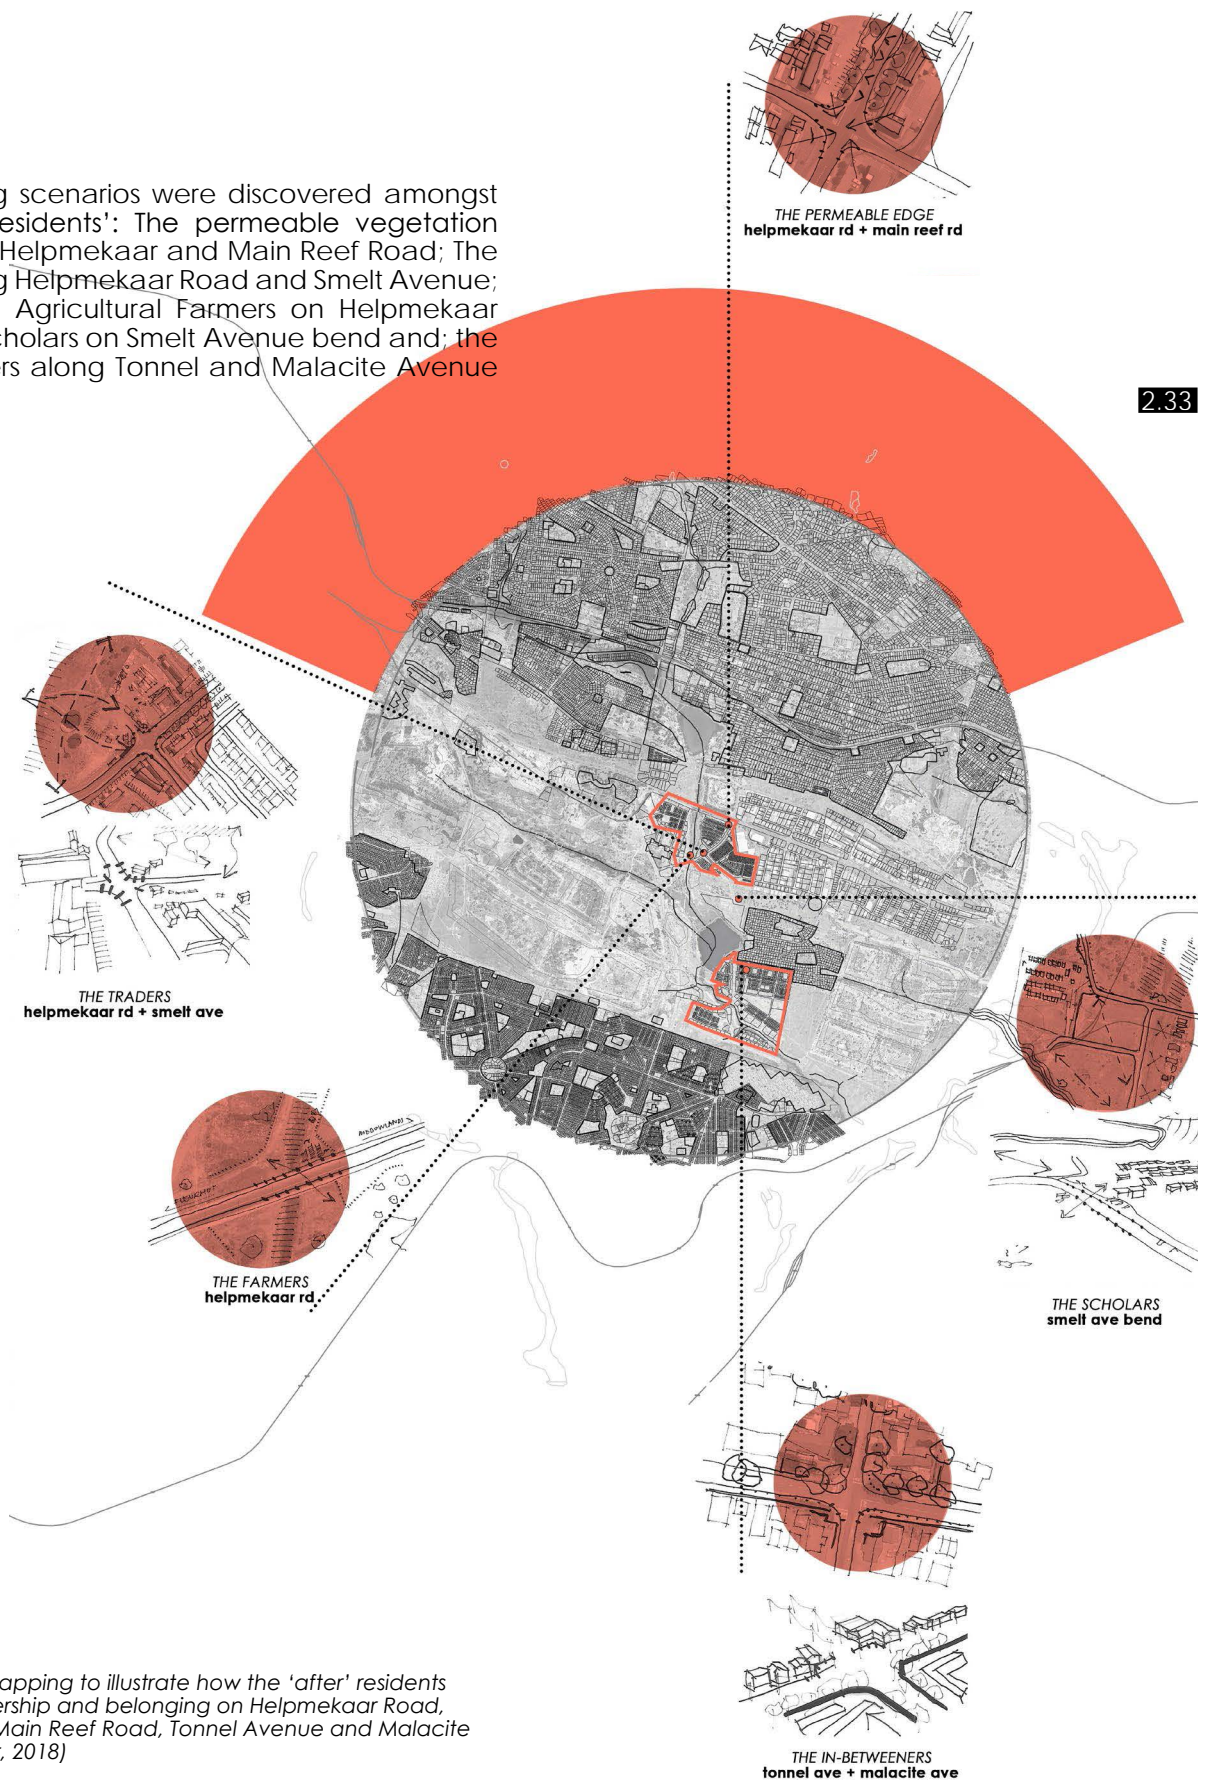 THE PERMEABLE EDGE
helpmekaar rd + main reef rd
g scenarios were discovered amongst
esidents': The permeable vegetation
Helpmekaar and Main Reef Road; The
g Helpmekaar Road and Smelt Avenue;
Agricultural Farmers on Helpmekaar
cholars on Smelt Avenue bend and; the
ers along Tonnel and Malacite Avenue
2.33
THE TRADERS
helpmekaar rd + smelt ave
MEADOWLANDS
THE FARMERS
helpmekaar rd
THE SCHOLARS
smelt ave bend
apping to illustrate how the ‘after’ residents
ership and belonging on Helpmekaar Road,
Main Reef Road, Tonnel Avenue and Malacite
, 2018)
THE IN-BETWEENERS
tonnel ave + malacite ave